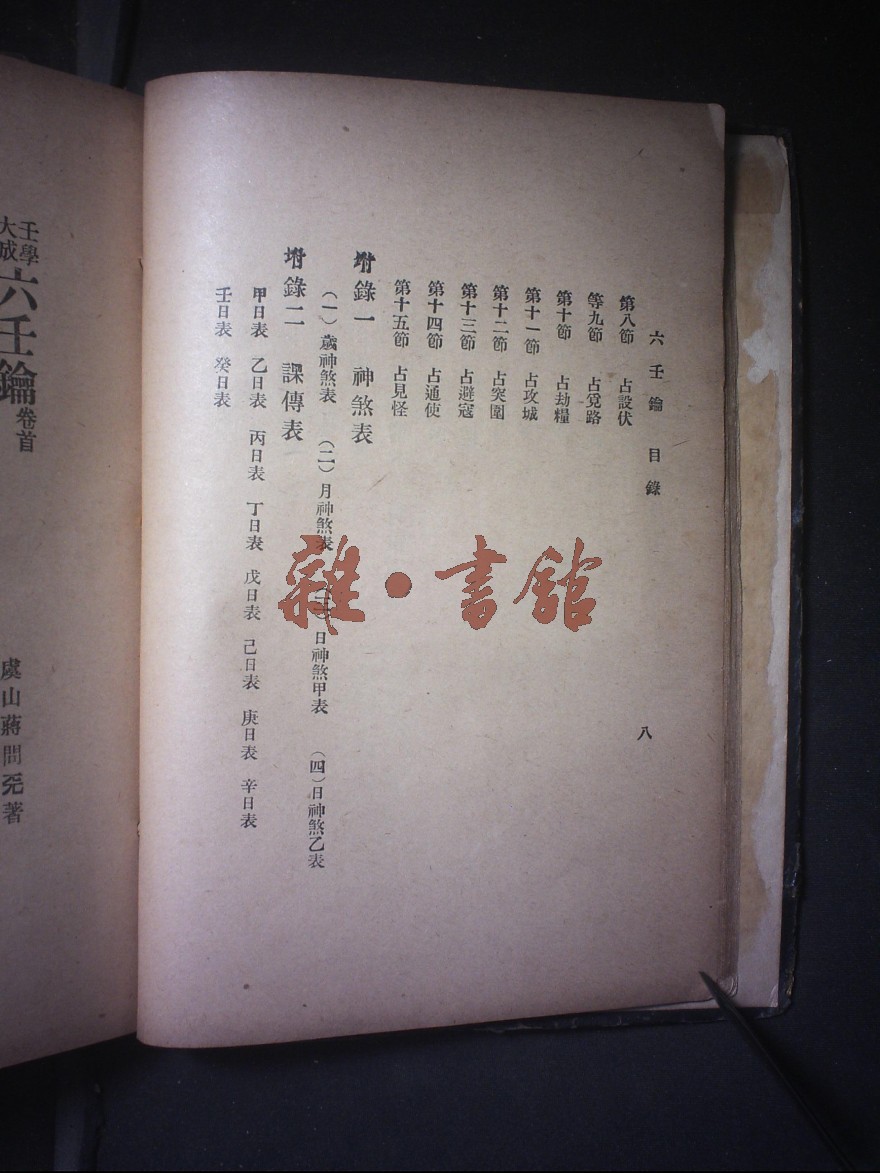 六壬鑰 目錄 八
第八節 占設伏
等九節 占覓路
第十節 占劫糧
第十一節 占攻城
第十二節 占突圍
第十三節 占避寇
第十四節 占通使
第十五節 占見怪
坿錄一 神煞表
(一)歲神煞表 (二)月神煞表 (三)日神煞甲表 (四)日神煞乙表
坿錄二 課傳表
甲日表 乙日表 丙日表 丁日表 戊日表 己日表 庚日表 辛日表
壬日表 癸日表
壬學大成六壬鑰卷首
虞山蔣問兂著
雜•書館